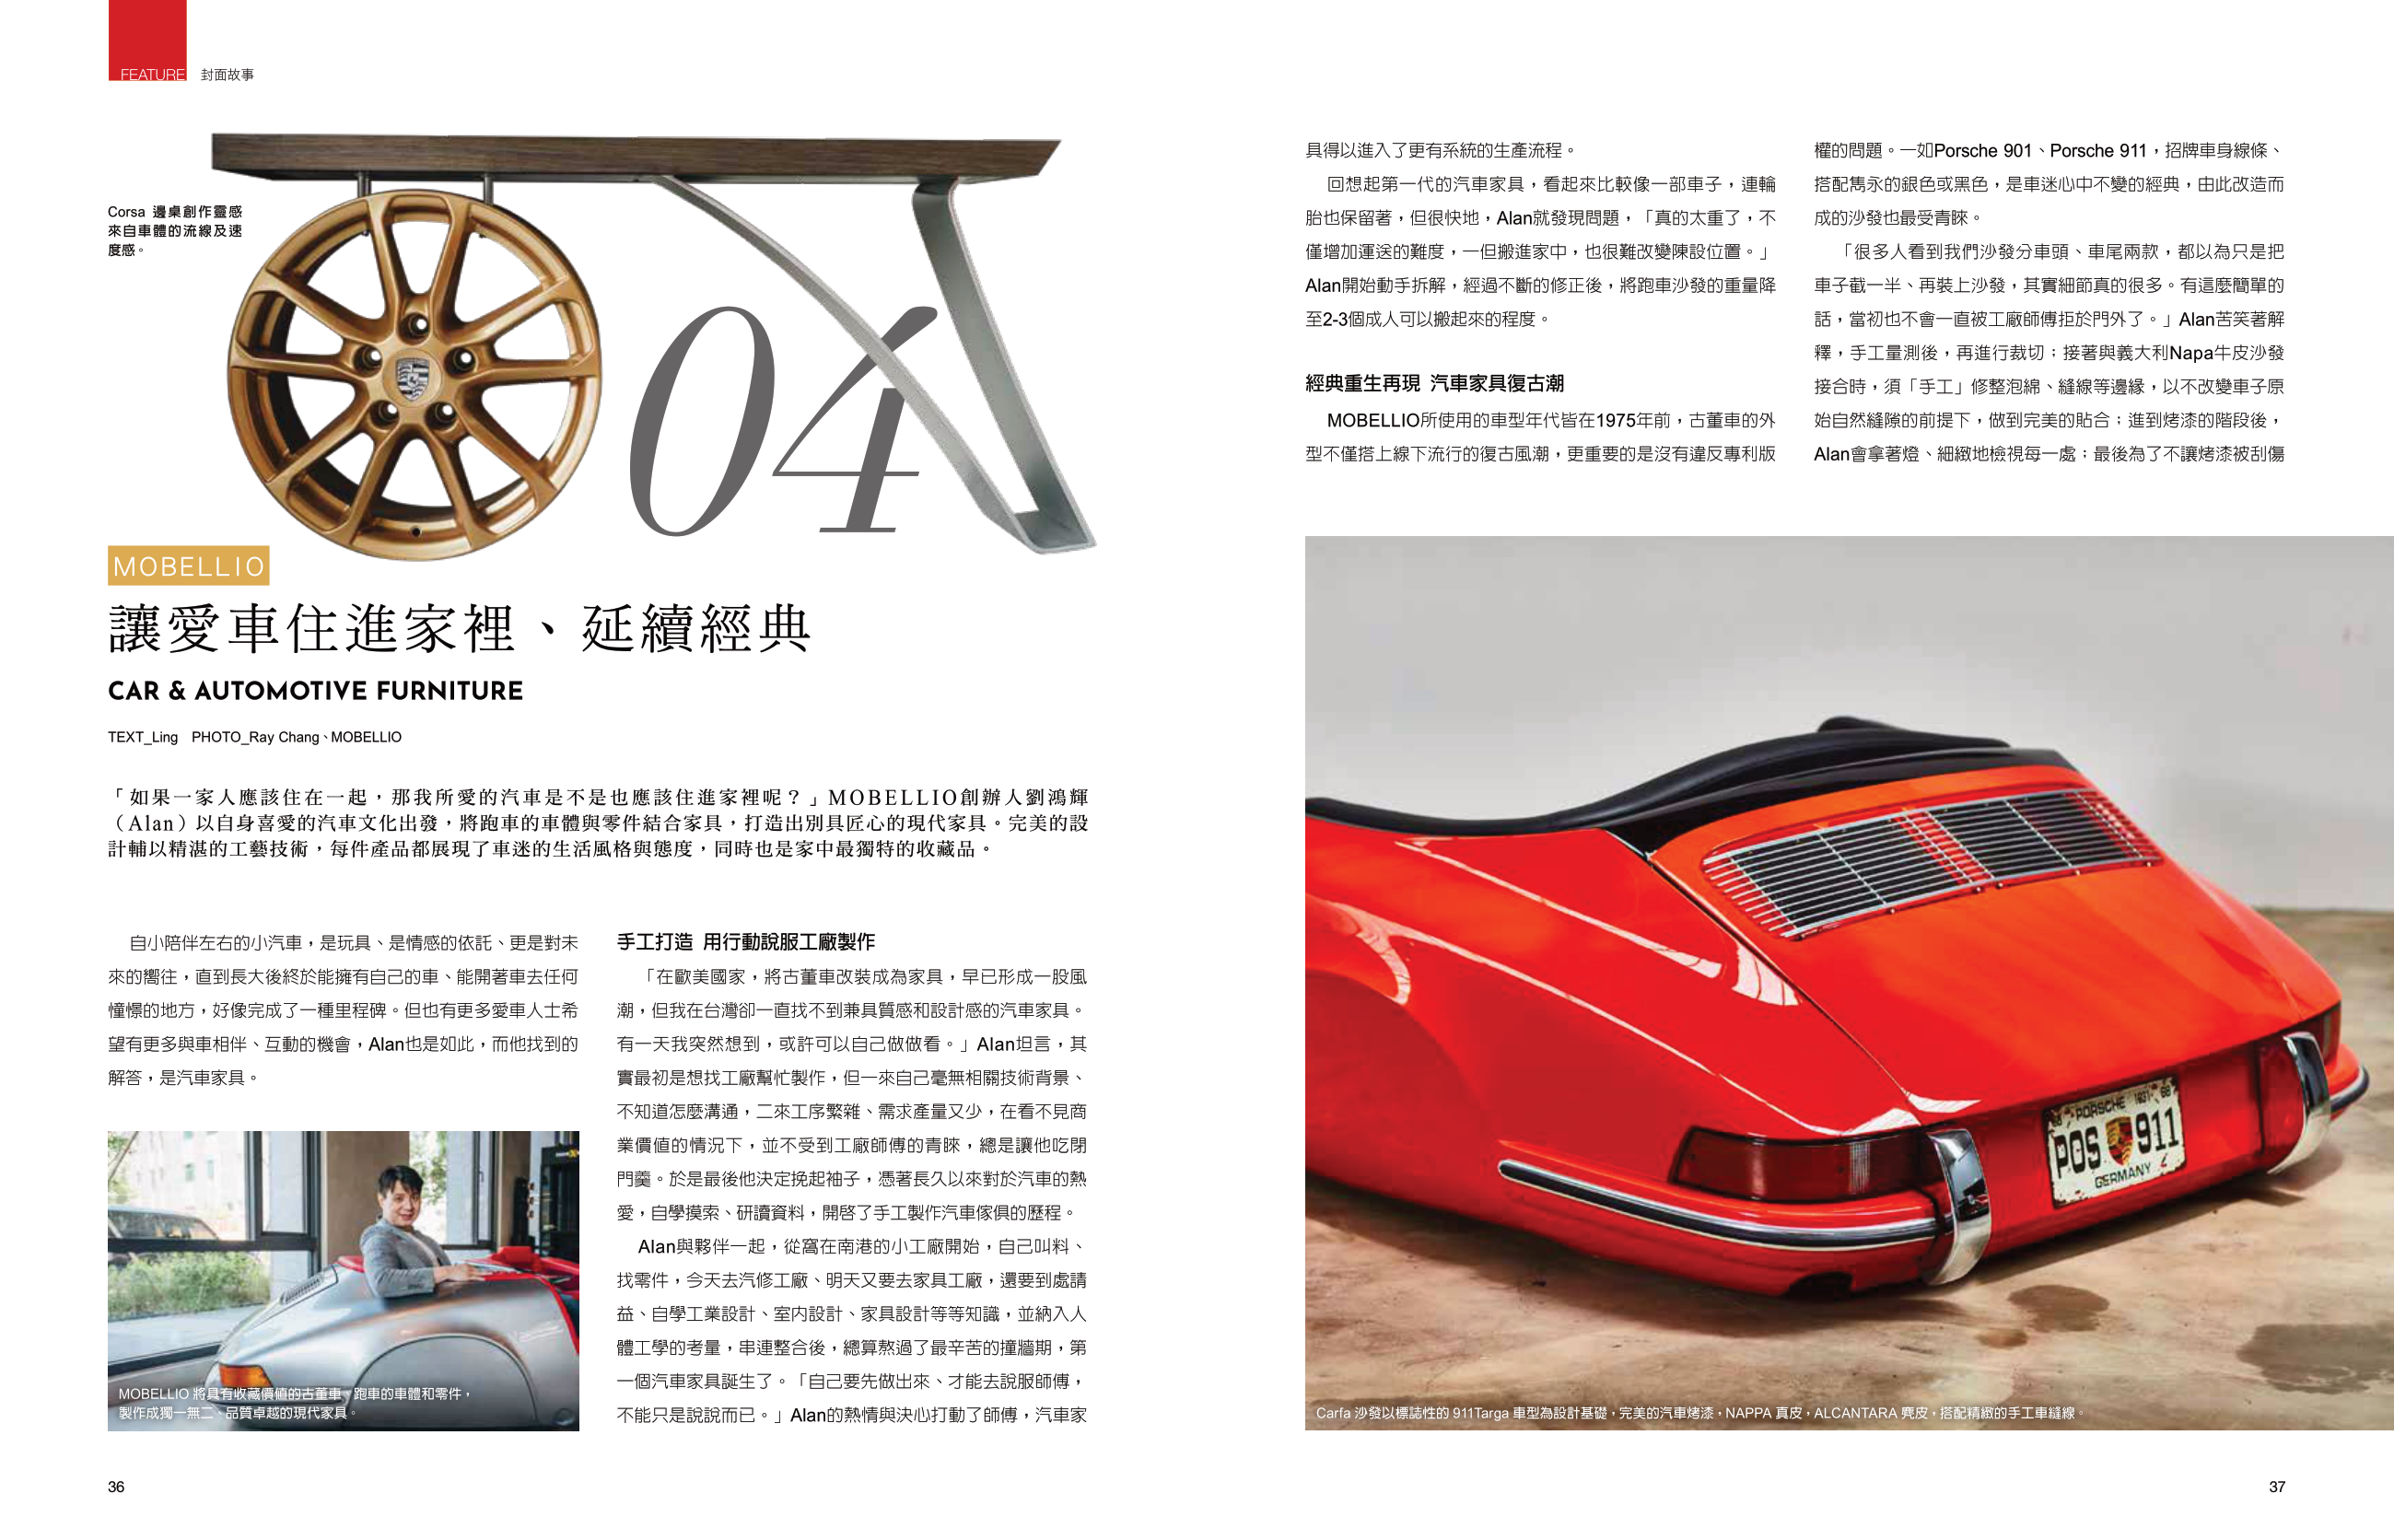 FEATURE 封面故事
Corsa 邊桌創作靈感
來自車體的流線及速
度感。
04
MOBELLIO
讓愛車住進家裡、延續經典
CAR & AUTOMOTIVE FURNITURE
TEXT_Ling PHOTO_Ray Chang、MOBELLIO
「如果一家人應該住在一起，那我所愛的汽車是不是也應該住進家裡呢？」MOBELLIO創辦人劉鴻輝
（Alan）以自身喜愛的汽車文化出發，將跑車的車體與零件結合家具，打造出別具匠心的現代家具。完美的設
計輔以精湛的工藝技術，每件產品都展現了車迷的生活風格與態度，同時也是家中最獨特的收藏品。
自小陪伴左右的小汽車，是玩具、是情感的依託、更是對未
來的嚮往，直到長大後終於能擁有自己的車、能開著車去任何
憧憬的地方，好像完成了一種里程碑。但也有更多愛車人士希
望有更多與車相伴、互動的機會，Alan也是如此，而他找到的
解答，是汽車家具。
MOBELLIO 將具有收藏價值的古董車、跑車的車體和零件，
製作成獨一無二、品質卓越的現代家具。
手工打造 用行動說服工廠製作
「在歐美國家，將古董車改裝成為家具，早已形成一股風
潮，但我在台灣卻一直找不到兼具質感和設計感的汽車家具。
有一天我突然想到，或許可以自己做做看。」Alan坦言，其
實最初是想找工廠幫忙製作，但一來自己毫無相關技術背景、
不知道怎麼溝通，二來工序繁雜、需求產量又少，在看不見商
業價值的情況下，並不受到工廠師傅的青睞，總是讓他吃閉
門羹。於是最後他決定挽起袖子，憑著長久以來對於汽車的熱
愛，自學摸索、研讀資料，開啓了手工製作汽車傢俱的歷程。
Alan與夥伴一起，從窩在南港的小工廠開始，自己叫料、
找零件，今天去汽修工廠、明天又要去家具工廠，還要到處請
益、自學工業設計、室内設計、家具設計等等知識，並納入人
體工學的考量，串連整合後，總算熬過了最辛苦的撞牆期，第
一個汽車家具誕生了。「自己要先做出來、才能去說服師傅，
不能只是說說而已。」Alan的熱情與決心打動了師傅，汽車家
36
具得以進入了更有系統的生產流程。
回想起第一代的汽車家具，看起來比較像一部車子，連輪
胎也保留著，但很快地，Alan就發現問題，「真的太重了，不
僅增加運送的難度，一但搬進家中，也很難改變陳設位置。」
Alan開始動手拆解，經過不斷的修正後，將跑車沙發的重量降
至2-3個成人可以搬起來的程度。
經典重生再現 汽車家具復古潮
MOBELLIO所使用的車型年代皆在1975年前，古董車的外
型不僅搭上線下流行的復古風潮，更重要的是沒有違反專利版
權的問題。一如Porsche 901、Porsche 911，招牌車身線條、
搭配雋永的銀色或黑色，是車迷心中不變的經典，由此改造而
成的沙發也最受青睞。
「很多人看到我們沙發分車頭、車尾兩款，都以為只是把
車子截一半、再裝上沙發，其實細節真的很多。有這麼簡單的
話，當初也不會一直被工廠師傅拒於門外了。」Alan苦笑著解
釋，手工量測後，再進行裁切；接著與義大利Napa牛皮沙發
接合時，須「手工」修整泡綿、縫線等邊緣，以不改變車子原
始自然縫隙的前提下，做到完美的貼合；進到烤漆的階段後，
Alan會拿著燈、細緻地檢視每一處；最後為了不讓烤漆被刮傷
PORSCHE 1931
POS 911
GERMANY
Carfa 沙發以標誌性的 911Targa 車型為設計基礎，完美的汽車烤漆，NAPPA 真皮，ALCANTARA 麂皮，搭配精緻的手工車縫線。
37